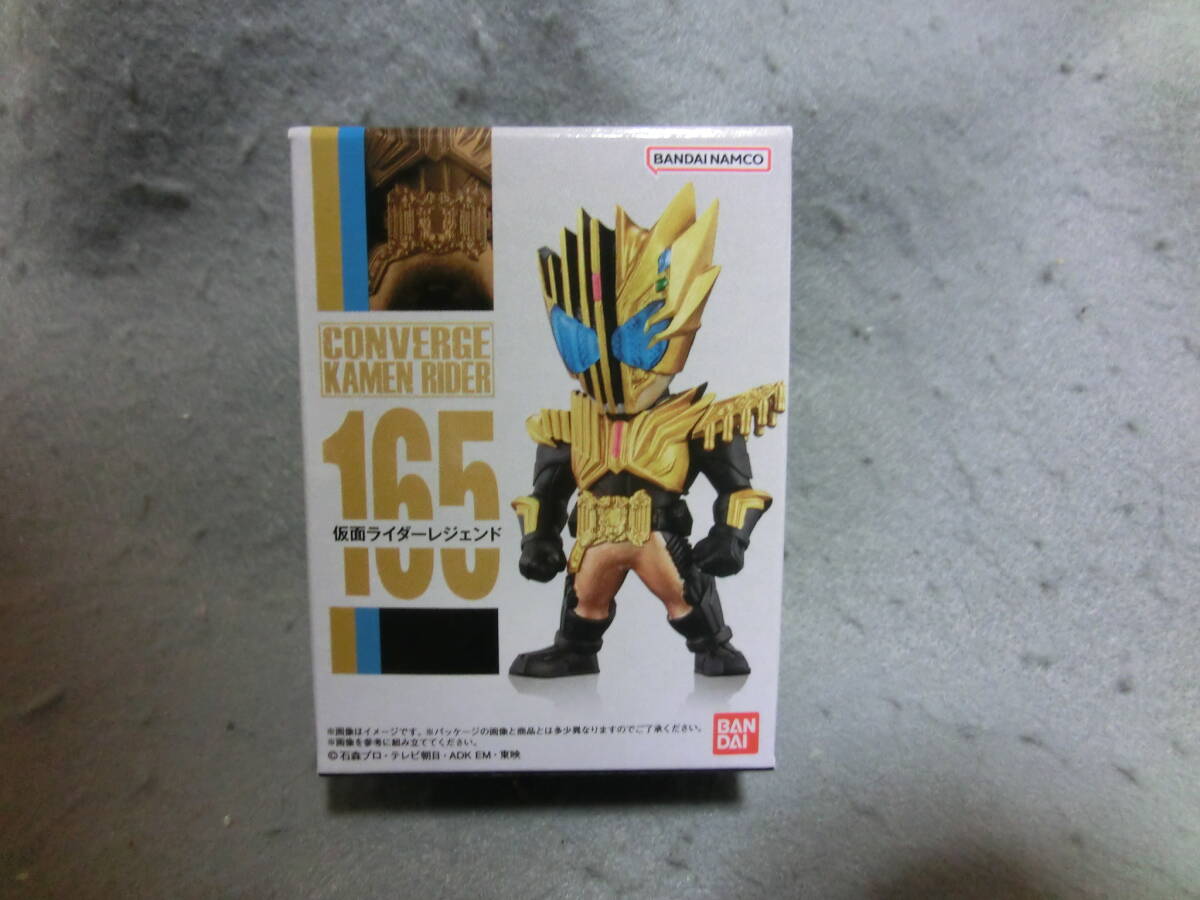 BANDAI NAMCO
CONVERGE
KAMEN RIDER
165
仮面ライダーレジェンド
※画像はイメージです。※パッケージの画像と商品とは多少異なりますのでご了承ください。
※画像を参考に組み立ててください。
©石森プロ・テレビ朝日・ADK EM・東映
BAN
DAI